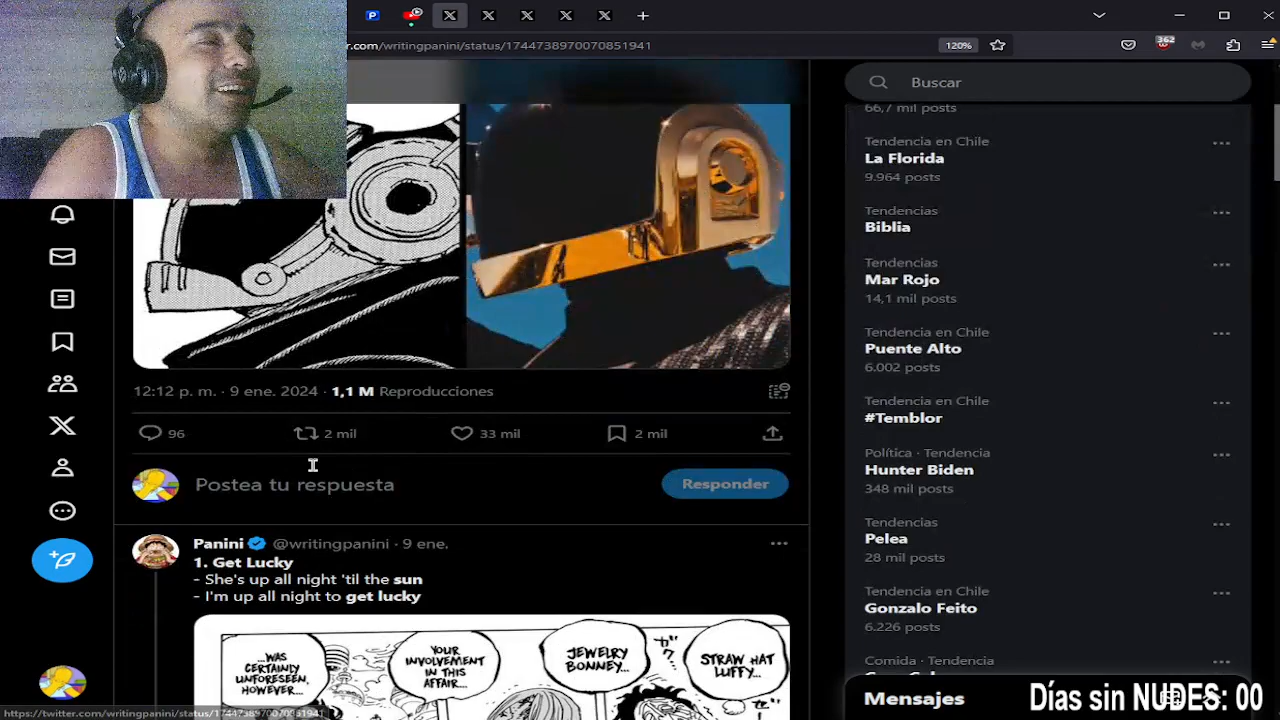 er.com/writingpanini/status/1744738970070851941
120%
362
Buscar
66,7 mil posts
Tendencia en Chile
La Florida
9.964 posts
Tendencias
Biblia
Tendencias
Mar Rojo
14,1 mil posts
Tendencia en Chile
Puente Alto
6.002 posts
Tendencia en Chile
#Temblor
Política · Tendencia
Hunter Biden
348 mil posts
Tendencias
Pelea
28 mil posts
Tendencia en Chile
Gonzalo Feito
6.226 posts
Comida · Tendencia
Mensajes
12:12 p. m. · 9 ene. 2024 · 1,1 M Reproducciones
96
2 mil
33 mil
2 mil
Postea tu respuesta
Responder
Panini @writingpanini · 9 ene.
1. Get Lucky
- She's up all night 'til the sun
- I'm up all night to get lucky
...WAS
CERTAINLY
UNFORESEEN,
HOWEVER...
YOUR
INVOLVEMENT
IN THIS
AFFAIR...
JEWELRY
BONNEY...
STRAW HAT
LUFFY...
https://twitter.com/writingpanini/status/1744738970070851941
Días sin NUDES: 00